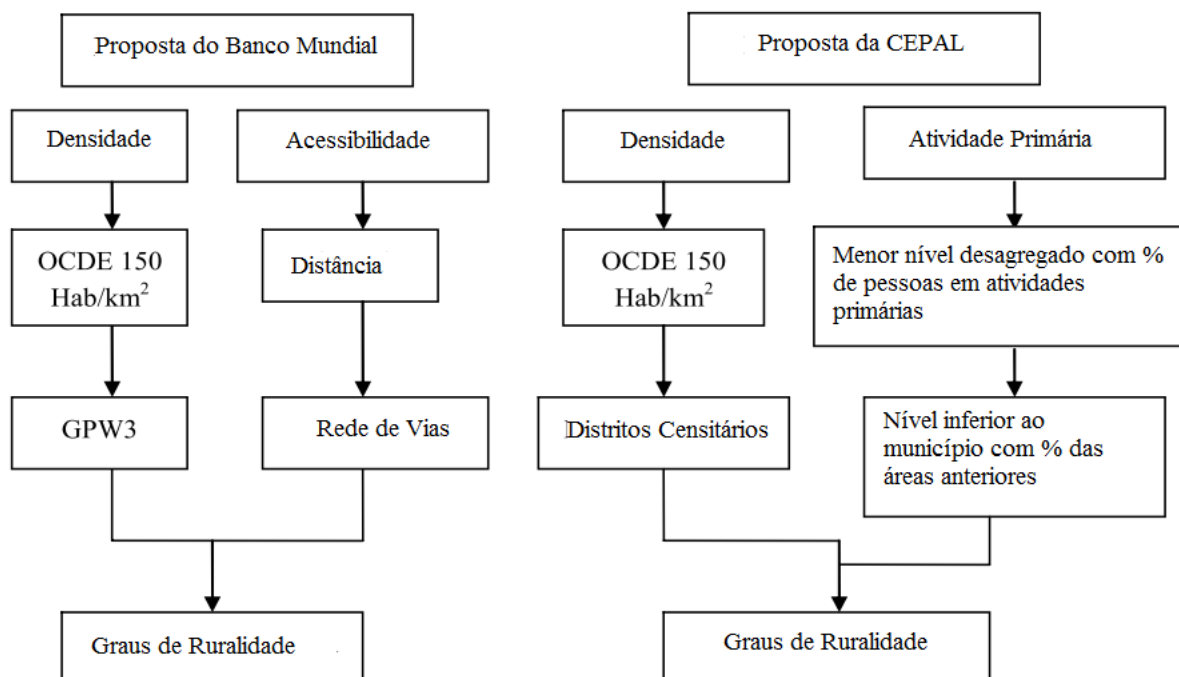 Proposta do Banco Mundial
Densidade
Acessibilidade
OCDE 150
Hab/km²
Distância
GPW3
Rede de Vias
Graus de Ruralidade
Proposta da CEPAL
Densidade
Atividade Primária
OCDE 150
Hab/km²
Menor nível desagregado com %
de pessoas em atividades
primárias
Distritos Censitários
Nível inferior ao
município com % das
áreas anteriores
Graus de Ruralidade